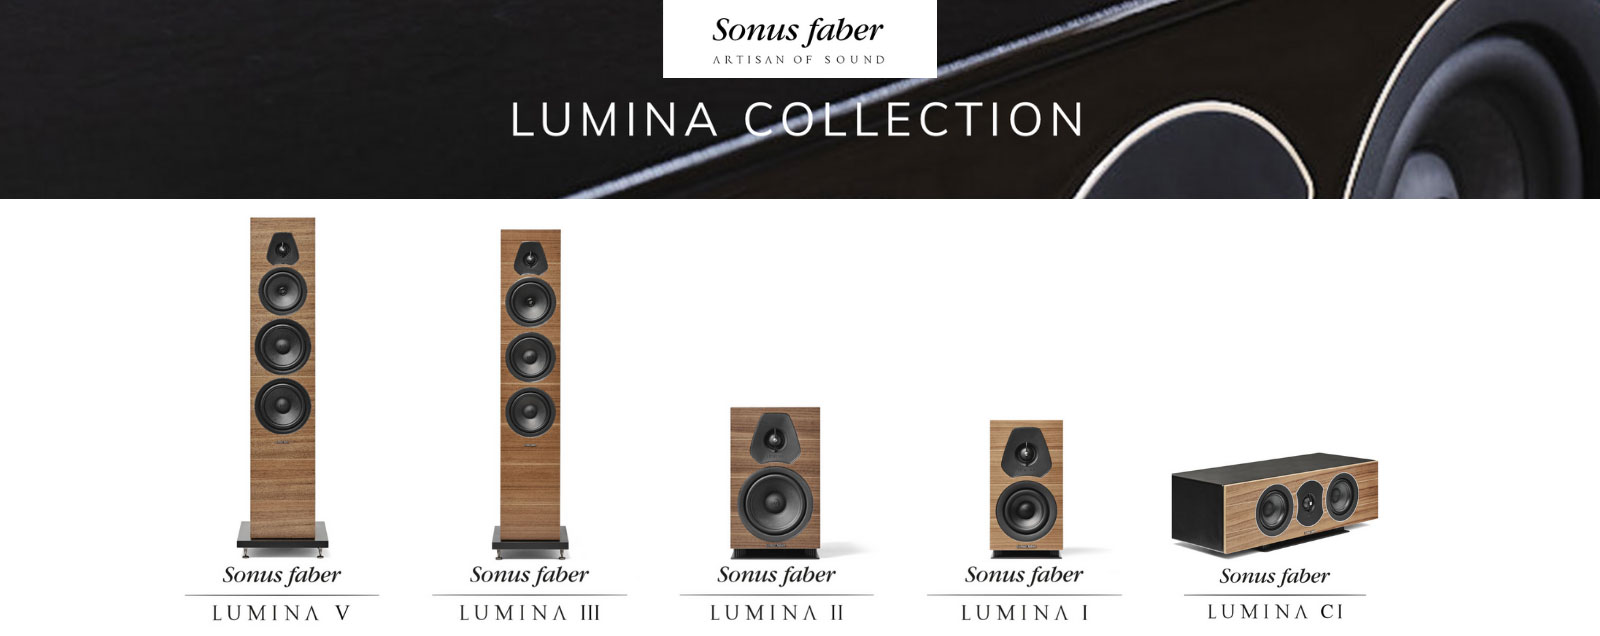 Sonus faber
ARTISAN OF SOUND
LUMINA COLLECTION
Sonus faber
LUMINA V
Sonus faber
LUMINA III
Sonus faber
LUMINA II
Sonus faber
LUMINA I
Sonus faber
LUMINA CI